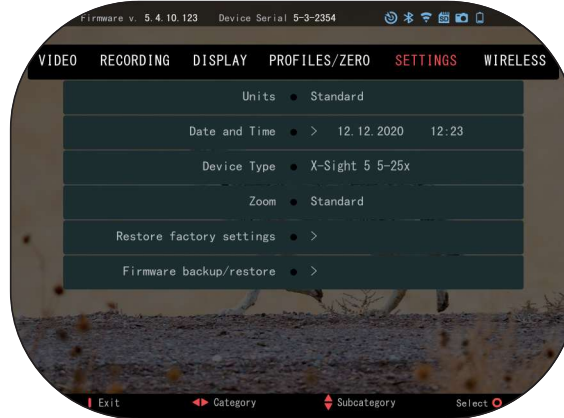 Firmware v. 5.4.10.123 Device Serial 5-3-2354 SD
VIDEO RECORDING DISPLAY PROFILES/ZERO SETTINGS WIRELESS
Units Standard
Date and Time > 12.12.2020 12:23
Device Type X-Sight 5 5-25x
Zoom Standard
Restore factory settings >
Firmware backup/restore >
Exit Category Subcategory Select